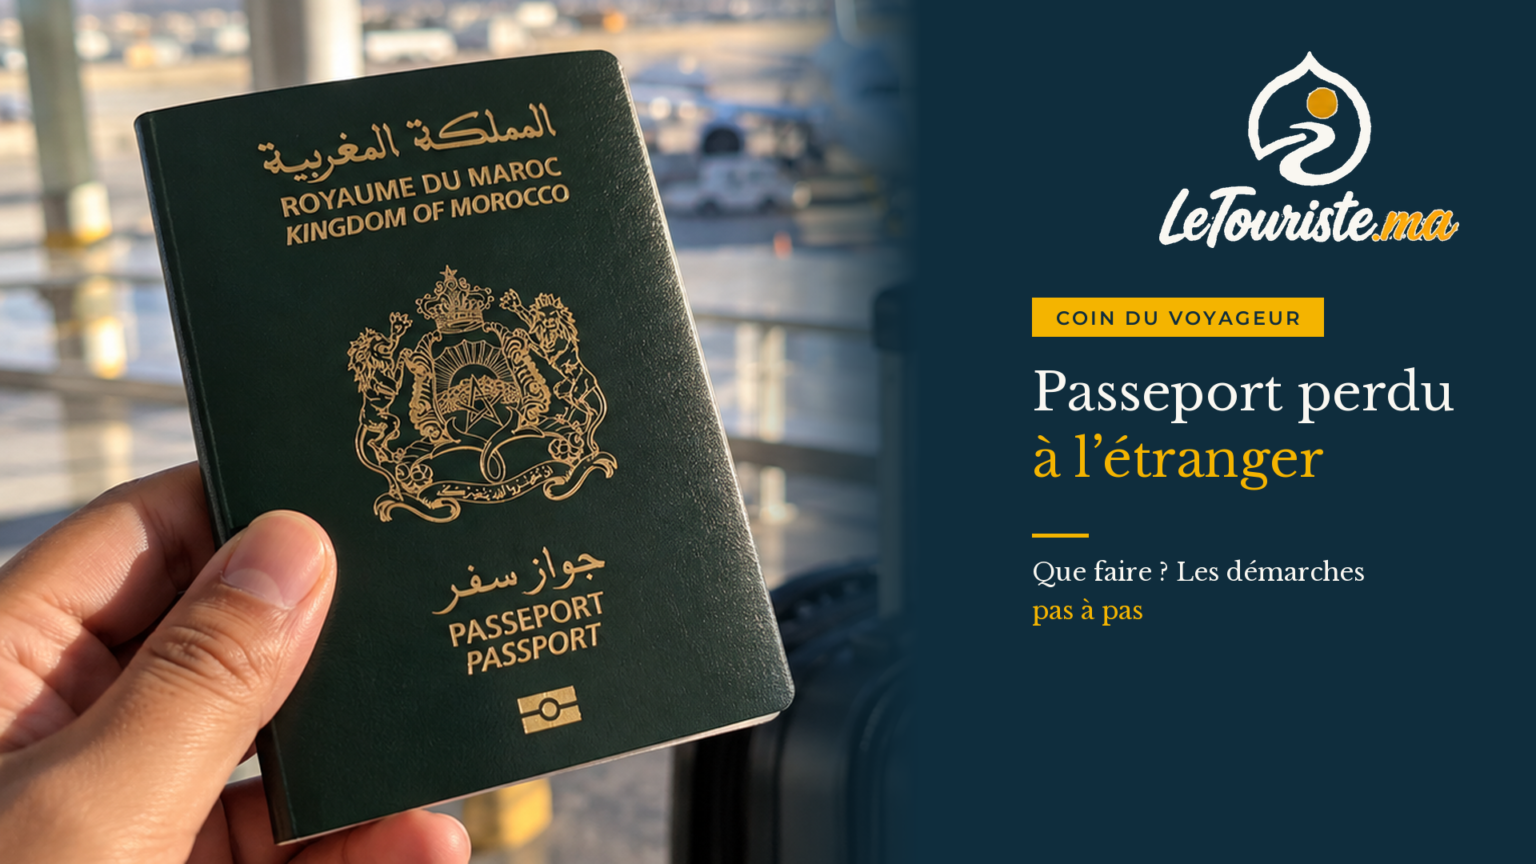 المملكة المغربية
ROYAUME DU MAROC
KINGDOM OF MOROCCO
جواز سفر
PASSEPORT
PASSPORT
LeTouriste.ma
COIN DU VOYAGEUR
Passeport perdu
à l’étranger
Que faire ? Les démarches
pas à pas